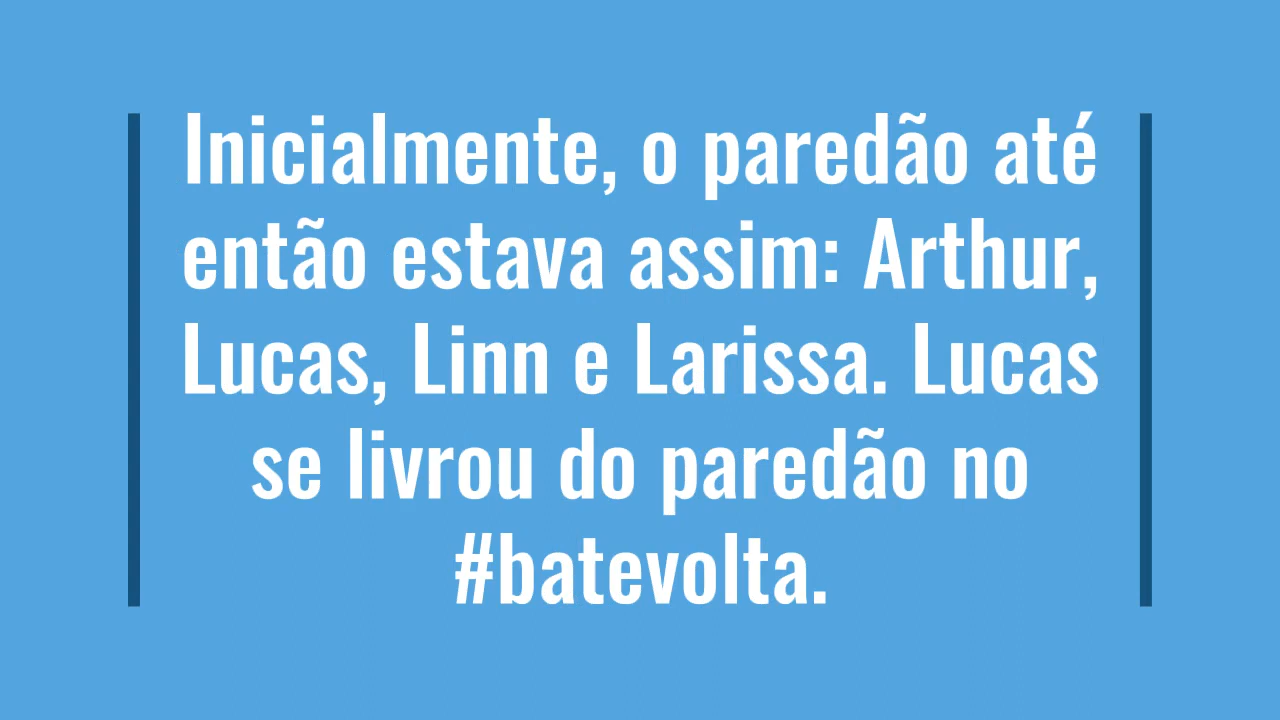 Inicialmente, o paredão até
então estava assim: Arthur,
Lucas, Linn e Larissa. Lucas
se livrou do paredão no
#batevolta.